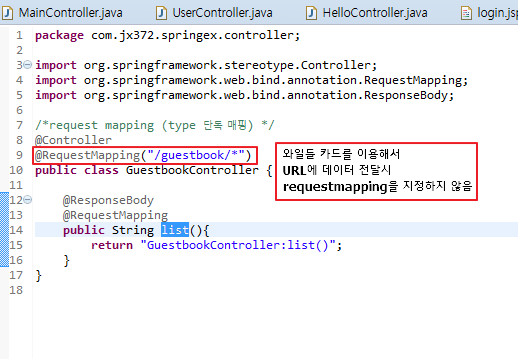 MainController.java UserController.java HelloController.java login.jsp
1 package com.jx372.springex.controller;
2
3 import org.springframework.stereotype.Controller;
4 import org.springframework.web.bind.annotation.RequestMapping;
5 import org.springframework.web.bind.annotation.ResponseBody;
6
7 /*request mapping (type 단독 매핑) */
8 @Controller
9 @RequestMapping("/guestbook/*")
10 public class GuestbookController {
와일들 카드를 이용해서
URL에 데이터 전달시
requestmapping을 지정하지 않음
11
12 @ResponseBody
13 @RequestMapping
14 public String list(){
15 return "GuestbookController:list()";
16 }
17 }
18